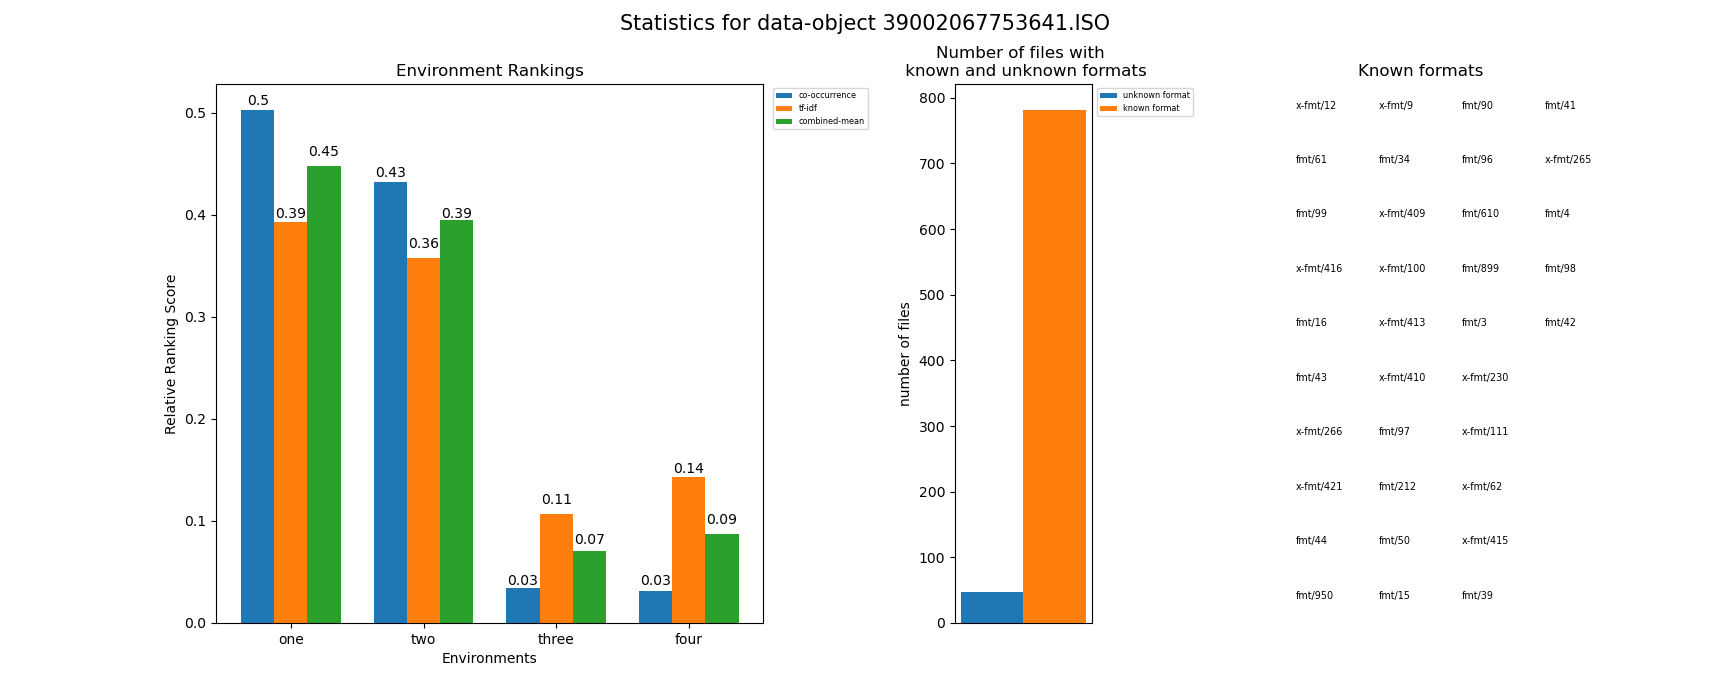 Statistics for data-object 39002067753641.ISO
Environment Rankings
Relative Ranking Score
0.5
0.4
0.3
0.2
0.1
0.0
0.5
0.39
0.45
0.43
0.36
0.39
0.03
0.11
0.07
0.03
0.14
0.09
one two three four
Environments
co-occurrence
tf-idf
combined-mean
Number of files with
known and unknown formats
number of files
800
700
600
500
400
300
200
100
0
unknown format
known format
Known formats
x-fmt/12 x-fmt/9 fmt/90 fmt/41
fmt/61 fmt/34 fmt/96 x-fmt/265
fmt/99 x-fmt/409 fmt/610 fmt/4
x-fmt/416 x-fmt/100 fmt/899 fmt/98
fmt/16 x-fmt/413 fmt/3 fmt/42
fmt/43 x-fmt/410 x-fmt/230
x-fmt/266 fmt/97 x-fmt/111
x-fmt/421 fmt/212 x-fmt/62
fmt/44 fmt/50 x-fmt/415
fmt/950 fmt/15 fmt/39